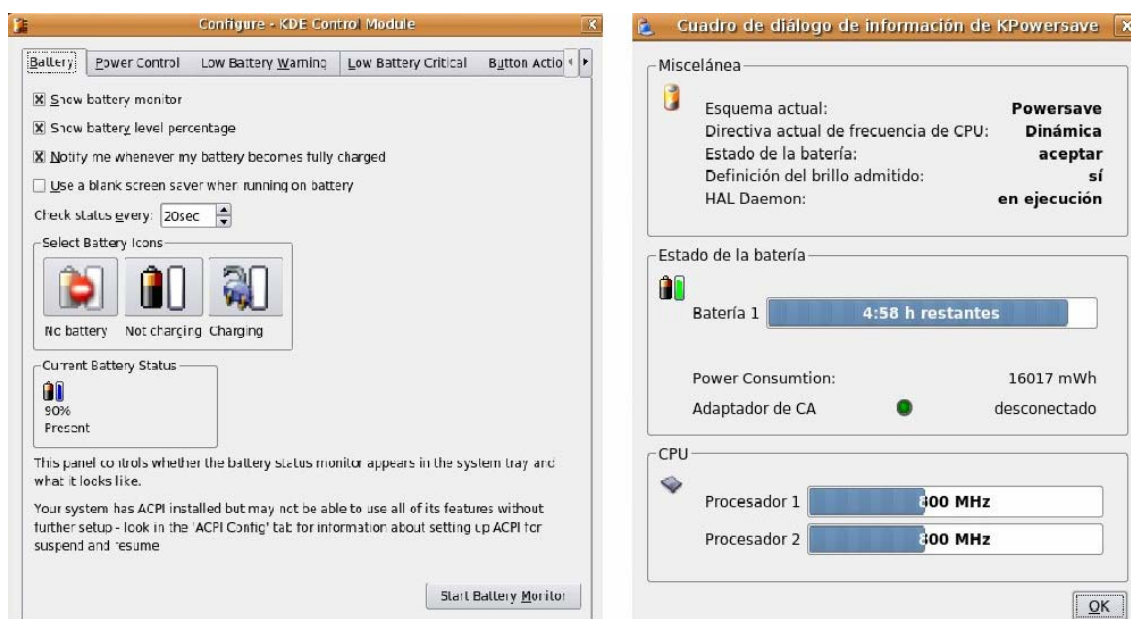 Configure - KDE Control Module
Battery Power Control Low Battery Warning Low Battery Critical Button Actio
Show battery monitor
Show battery level percentage
Notify me whenever my battery becomes fully charged
Use a blank screen saver when running on battery
Check status every: 20sec
Select Battery Icons
No battery Not charging Charging
Current Battery Status
90%
Present
This panel controls whether the battery status monitor appears in the system tray and
what it looks like.
Your system has ACPI installed but may not be able to use all of its features without
further setup - look in the 'ACPI Config' tab for information about setting up ACPI for
suspend and resume
Start Battery Monitor
Cuadro de diálogo de información de KPowersave
Miscelánea
Esquema actual: Powersave
Directiva actual de frecuencia de CPU: Dinámica
Estado de la batería: aceptar
Definición del brillo admitido: sí
HAL Daemon: en ejecución
Estado de la batería
Batería 1 4:58 h restantes
Power Consumtion: 16017 mWh
Adaptador de CA desconectado
CPU
Procesador 1 800 MHz
Procesador 2 800 MHz
OK